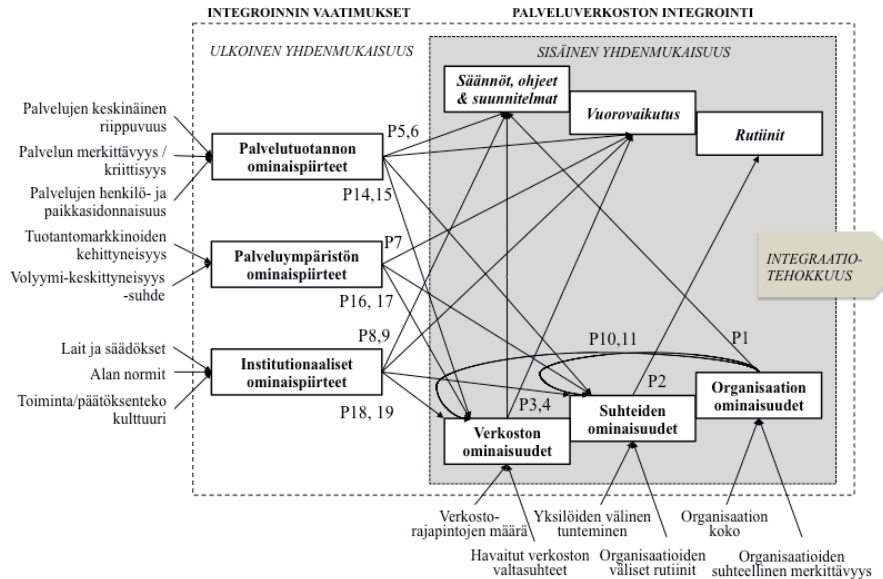 INTEGROINNIN VAATIMUKSET
PALVELUVERKOSTON INTEGROINTI
ULKOINEN YHDENMUKAISUUS
SISÄINEN YHDENMUKAISUUS
Säännöt, ohjeet
& suunnitelmat
Vuorovaikutus
Rutiinit
Palvelujen keskinäinen
riippuvuus
Palvelun merkittävyys /
kriittisyys
Palvelujen henkilö- ja
paikkasidonnaisuus
Palvelutuotannon
ominaispiirteet
P5,6
P14,15
Tuotantomarkkinoiden
kehittyneisyys
Volyymi-keskittyneisyys
-suhde
Palveluympäristön
ominaispiirteet
P7
P16, 17
INTEGRAATIO-
TEHOKKUUS
Lait ja säädökset
Alan normit
Toiminta/päätöksenteko
kulttuuri
Institutionaaliset
ominaispiirteet
P8,9
P18, 19
P10,11
P1
P2
P3,4
Verkoston
ominaisuudet
Suhteiden
ominaisuudet
Organisaation
ominaisuudet
Verkosto-
rajapintojen määrä
Yksilöiden välinen
tunteminen
Organisaation
koko
Havaitut verkoston
valtasuhteet
Organisaatioiden
väliset rutiinit
Organisaatioiden
suhteellinen merkittävyys